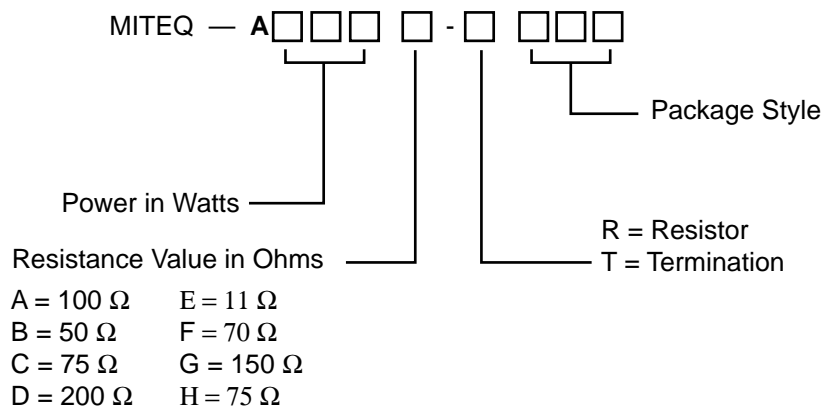 MITEQ — A□□□ □ - □ □□□
Package Style
Power in Watts
R = Resistor
T = Termination
Resistance Value in Ohms
A = 100 Ω E = 11 Ω
B = 50 Ω F = 70 Ω
C = 75 Ω G = 150 Ω
D = 200 Ω H = 75 Ω